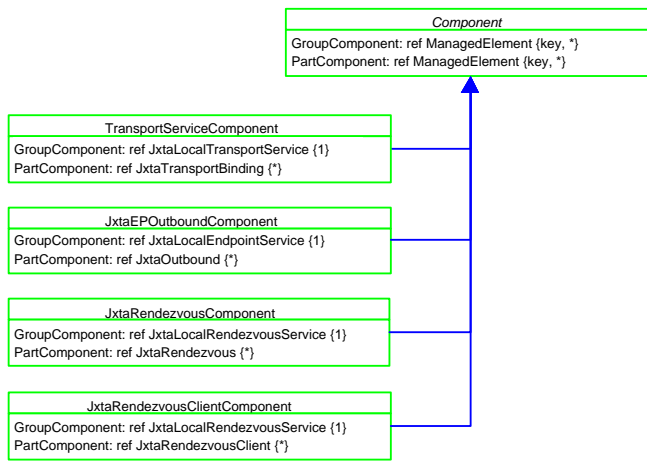 Component
GroupComponent: ref ManagedElement {key, *}
PartComponent: ref ManagedElement {key, *}
TransportServiceComponent
GroupComponent: ref JxtaLocalTransportService {1}
PartComponent: ref JxtaTransportBinding {*}
JxtaEPOutboundComponent
GroupComponent: ref JxtaLocalEndpointService {1}
PartComponent: ref JxtaOutbound {*}
JxtaRendezvousComponent
GroupComponent: ref JxtaLocalRendezvousService {1}
PartComponent: ref JxtaRendezvous {*}
JxtaRendezvousClientComponent
GroupComponent: ref JxtaLocalRendezvousService {1}
PartComponent: ref JxtaRendezvousClient {*}